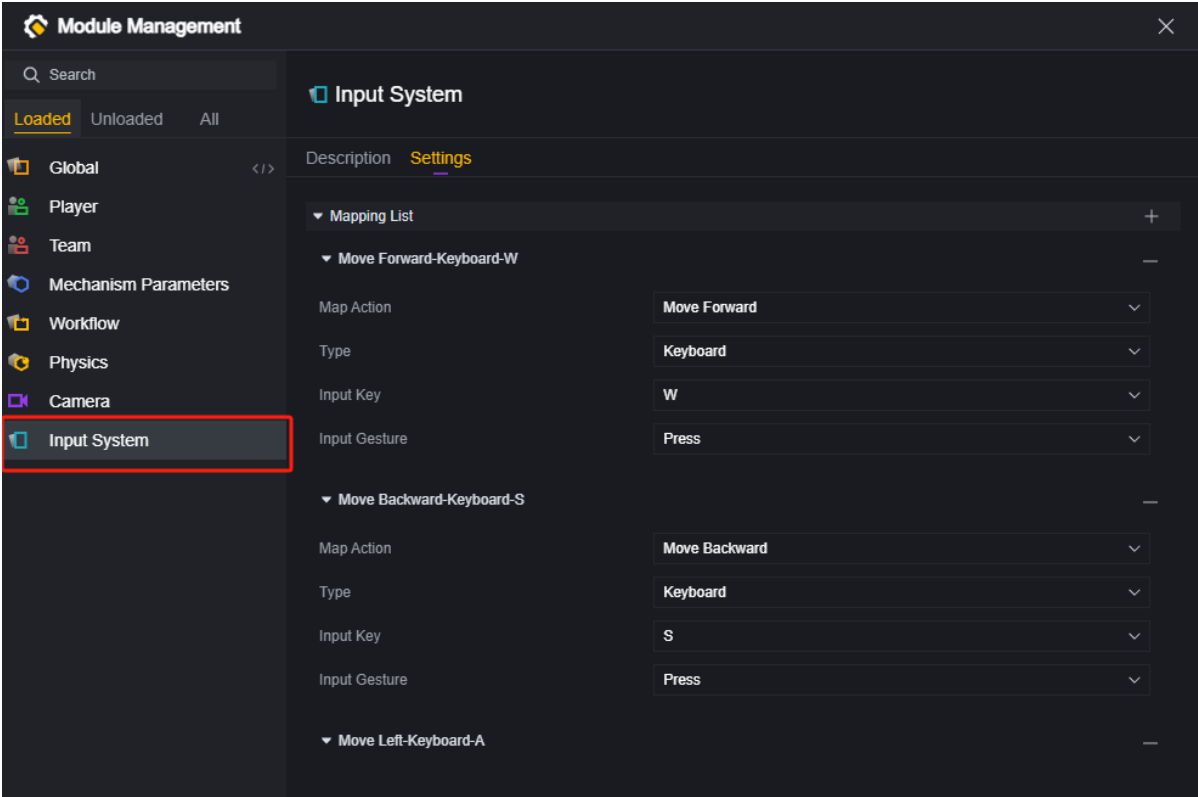 Module Management
Search
Loaded Unloaded All
Global </>
Player
Team
Mechanism Parameters
Workflow
Physics
Camera
Input System
Input System
Description Settings
Mapping List
Move Forward-Keyboard-W
Map Action Move Forward
Type Keyboard
Input Key W
Input Gesture Press
Move Backward-Keyboard-S
Map Action Move Backward
Type Keyboard
Input Key S
Input Gesture Press
Move Left-Keyboard-A